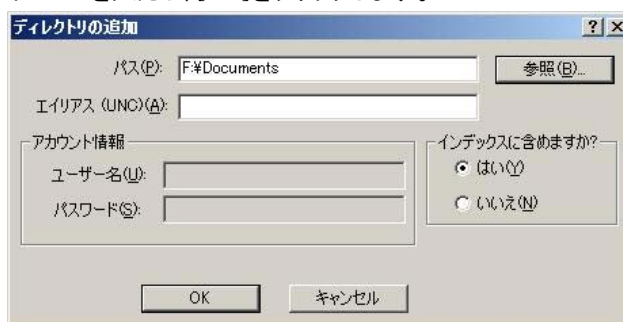 ディレクトリの追加
パス(P): F:¥Documents 参照(B)...
エイリアス (UNC)(A):
アカウント情報
ユーザー名(U):
パスワード(S):
インデックスに含めますか?
はい(Y)
いいえ(N)
OK キャンセル